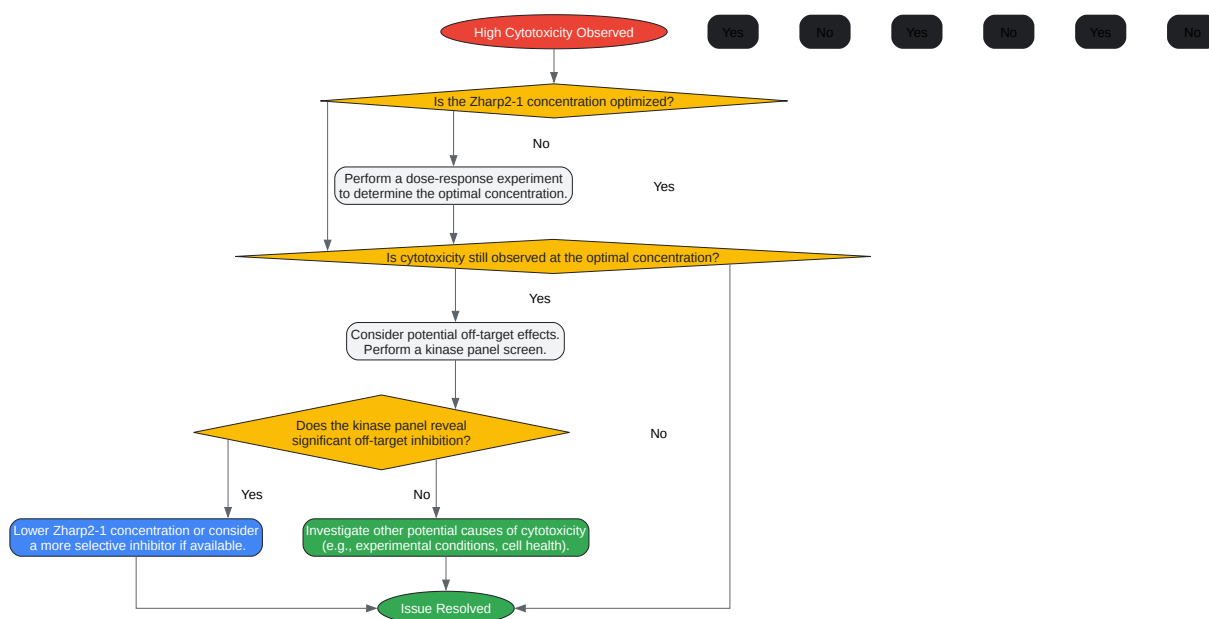 High Cytotoxicity Observed
Yes
No
Yes
No
Yes
No
Is the Zharp2-1 concentration optimized?
No
Perform a dose-response experiment
to determine the optimal concentration.
Yes
Is cytotoxicity still observed at the optimal concentration?
Yes
Consider potential off-target effects.
Perform a kinase panel screen.
Does the kinase panel reveal
significant off-target inhibition?
No
Yes
No
Lower Zharp2-1 concentration or consider
a more selective inhibitor if available.
Investigate other potential causes of cytotoxicity
(e.g., experimental conditions, cell health).
Issue Resolved